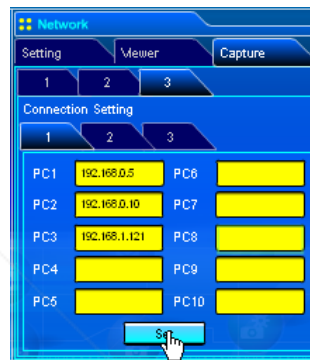 Network
Setting Viewer Capture
1 2 3
Connection Setting
1 2 3
PC1 192.168.0.5 PC6
PC2 192.168.0.10 PC7
PC3 192.168.1.121 PC8
PC4 PC9
PC5 PC10